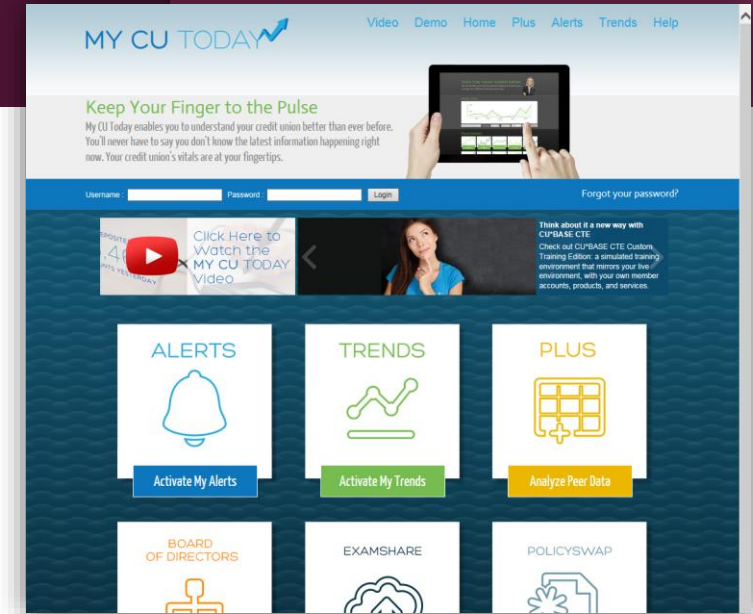 MY CU TODAY
Video Demo Home Plus Alerts Trends Help
Keep Your Finger to the Pulse
My CU Today enables you to understand your credit union better than ever before.
You'll never have to say you don't know the latest information happening right
now. Your credit union's vitals are at your fingertips.
Username : Password : Login Forgot your password?
Click Here to
Watch the
MY CU TODAY
Video
Think about it a new way with
CU*BASE CTE
Check out CU*BASE CTE Custom
Training Edition: a simulated training
environment that mirrors your live
environment, with your own member
accounts, products, and services.
ALERTS
Activate My Alerts
TRENDS
Activate My Trends
PLUS
Analyze Peer Data
BOARD
OF DIRECTORS
EXAMSHARE
POLICYSWAP